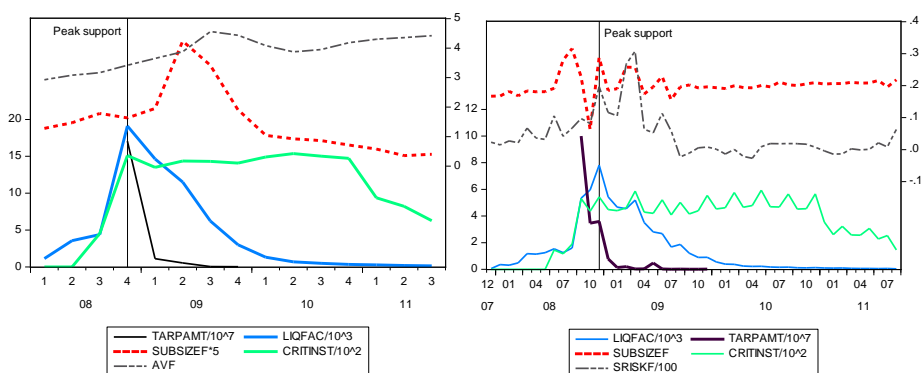 Peak support
5
4
3
2
1
0
20
15
10
5
0
1 2 3 4 1 2 3 4 1 2 3 4 1 2 3
08 09 10 11
TARPAMT/10^7 LIQFAC/10^3
SUBSIZEF*5 CRITINST/10^2
AVF
Peak support
.4
.3
.2
.1
.0
-.1
12
10
8
6
4
2
0
12 01 04 07 10 01 04 07 10 01 04 07 10 01 04 07
07 08 09 10 11
LIQFAC/10^3 TARPAMT/10^7
SUBSIZEF CRITINST/10^2
SRISKF/100